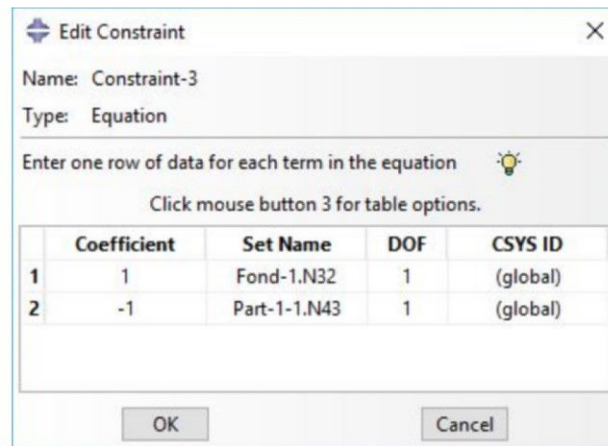 Edit Constraint
Name: Constraint-3
Type: Equation
Enter one row of data for each term in the equation
Click mouse button 3 for table options.
Coefficient Set Name DOF CSYS ID
1 1 Fond-1.N32 1 (global)
2 -1 Part-1-1.N43 1 (global)
OK Cancel